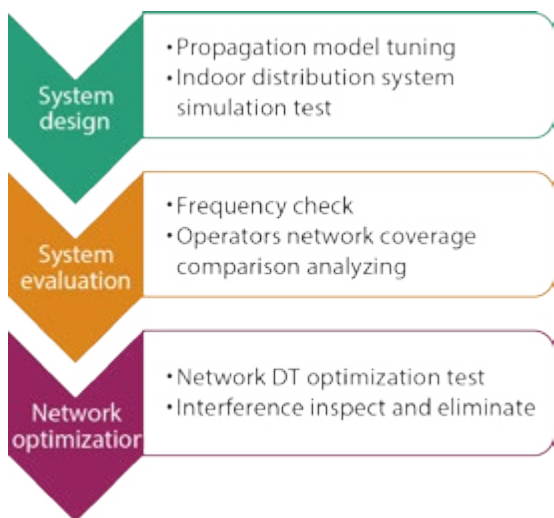 System
design
•Propagation model tuning
•Indoor distribution system
simulation test
System
evaluation
•Frequency check
•Operators network coverage
comparison analyzing
Network
optimization
•Network DT optimization test
•Interference inspect and eliminate